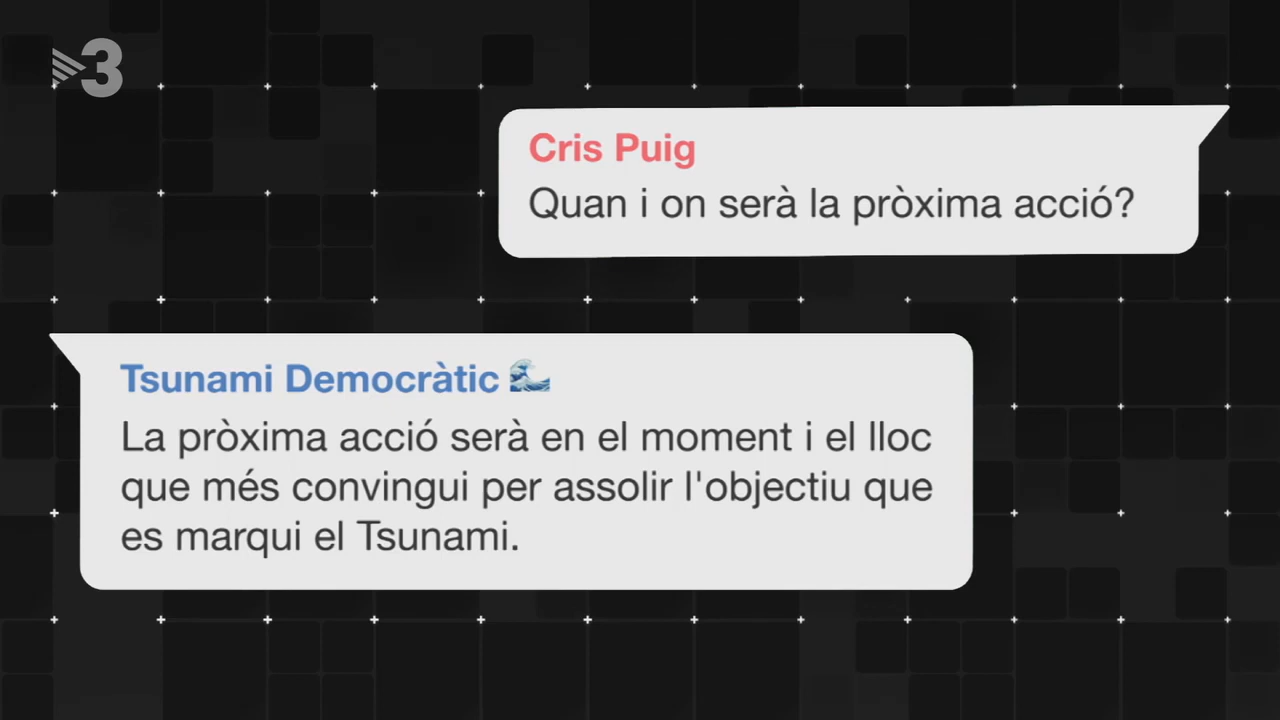 3
Cris Puig
Quan i on serà la pròxima acció?
Tsunami Democràtic 🌊
La pròxima acció serà en el moment i el lloc
que més convingui per assolir l'objectiu que
es marqui el Tsunami.